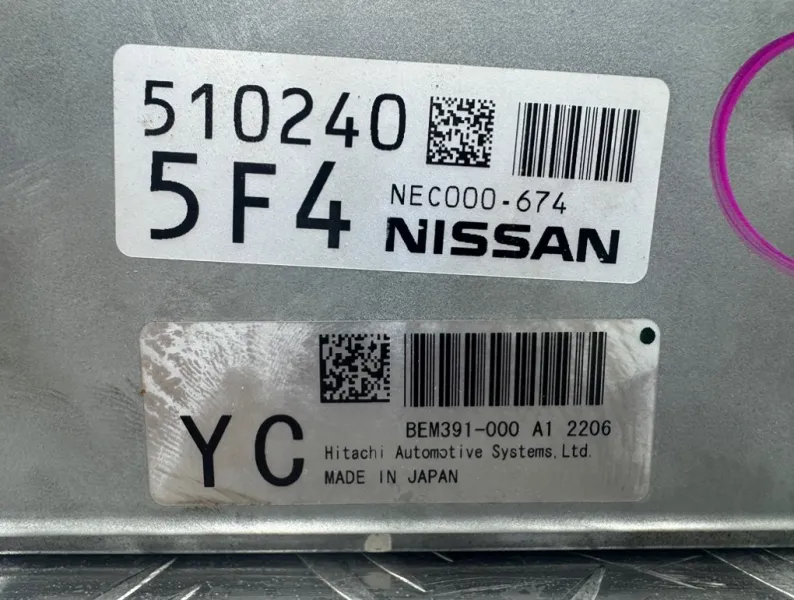 510240
5F4
NEC000-674
NISSAN
YC
BEM391-000 A1 2206
Hitachi Automotive Systems,Ltd.
MADE IN JAPAN